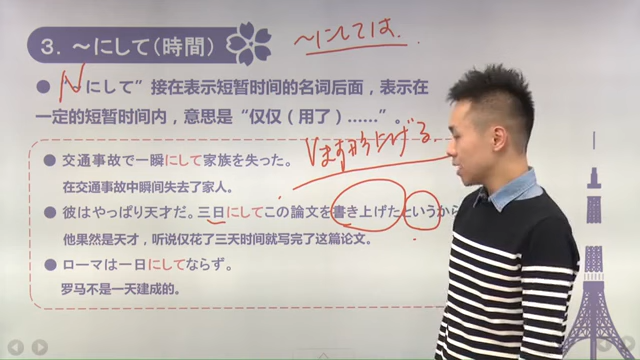 3. ～にして（時間）
～にしては.
● N にして”接在表示短暂时间的名词后面，表示在
一定的短暂时间内，意思是“仅仅（用了）……”。
Vます形上げる
● 交通事故で一瞬にして家族を失った。
在交通事故中瞬间失去了家人。
● 彼はやっぱり天才だ。三日にしてこの論文を書き上げたというから
他果然是天才，听说仅花了三天时间就写完了这篇论文。
● ローマは一日にしてならず。
罗马不是一天建成的。